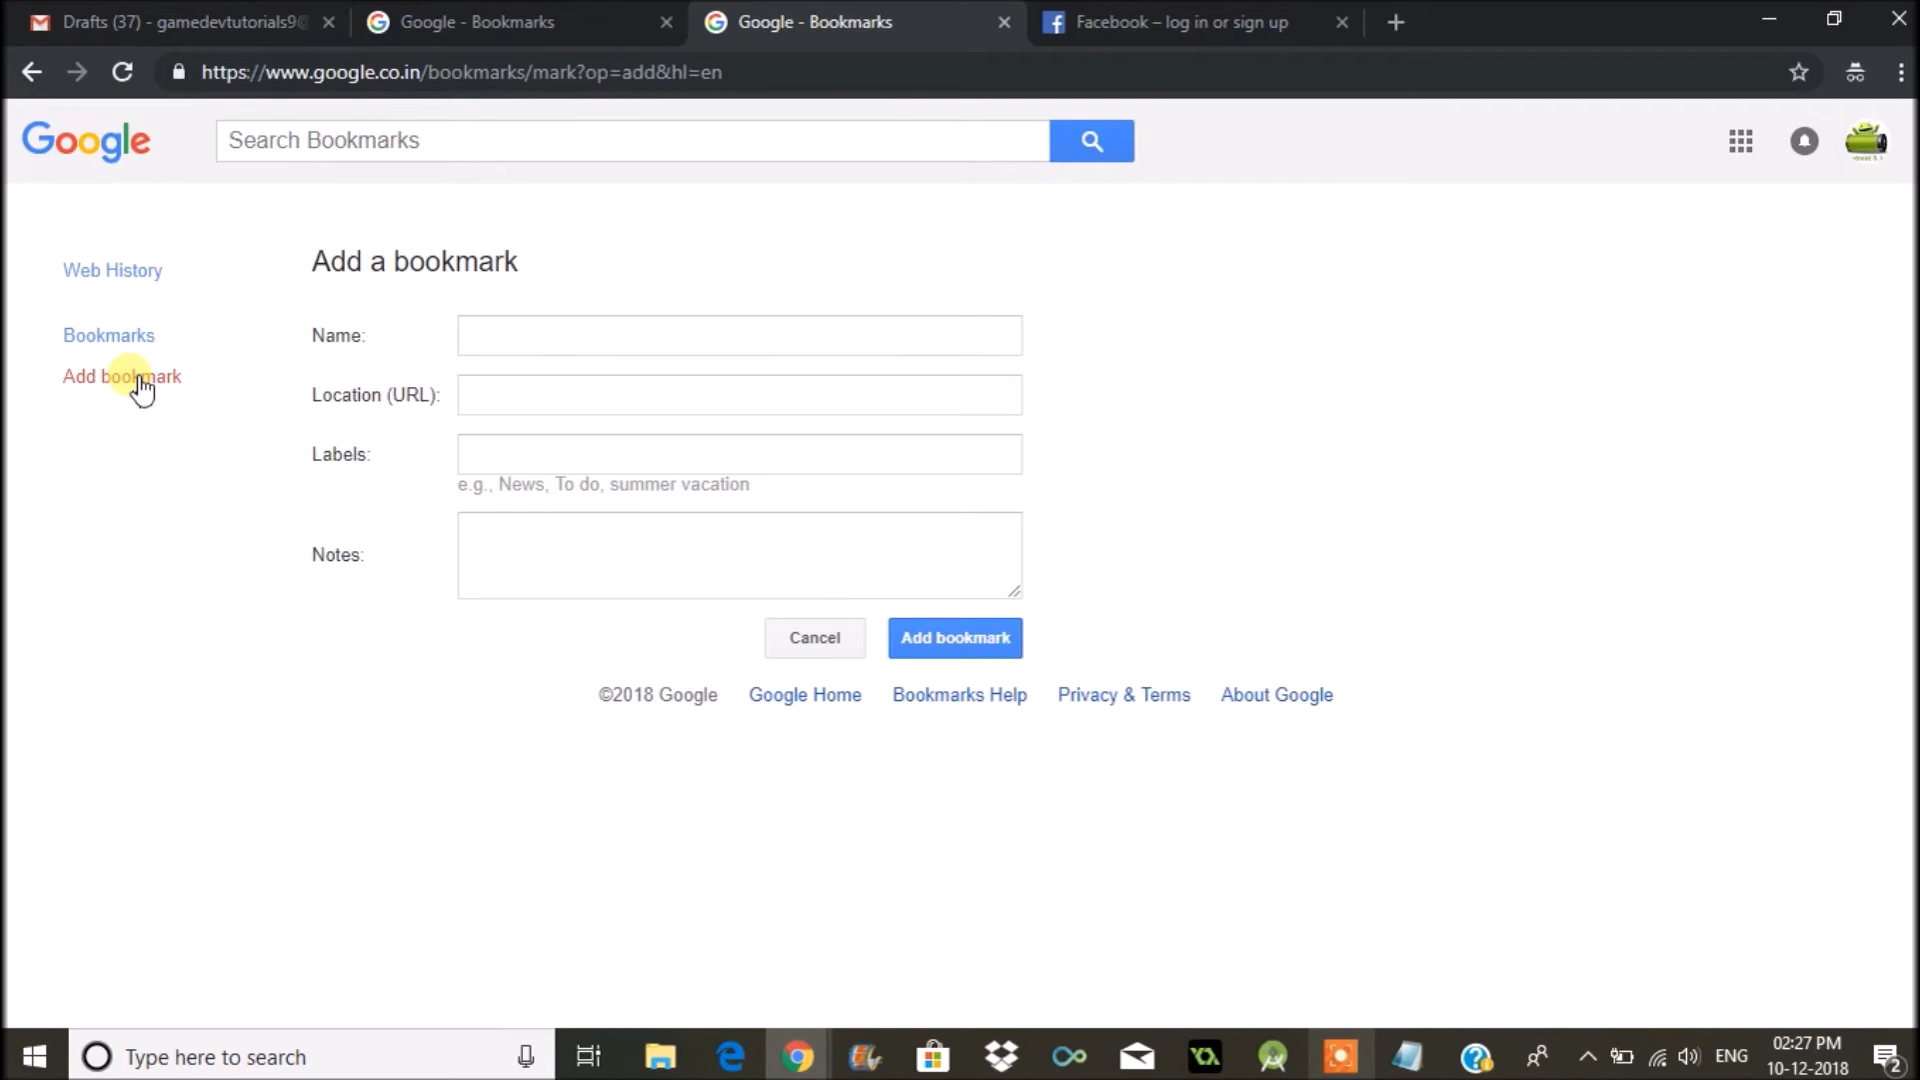 Drafts (37) - gamedevtutorials9@
Google - Bookmarks
Google - Bookmarks
Facebook – log in or sign up
https://www.google.co.in/bookmarks/mark?op=add&hl=en
Google
Search Bookmarks
Web History
Bookmarks
Add bookmark
Add a bookmark
Name:
Location (URL):
Labels:
e.g., News, To do, summer vacation
Notes:
Cancel
Add bookmark
©2018 Google Google Home Bookmarks Help Privacy & Terms About Google
Type here to search
ENG
02:27 PM
10-12-2018
2